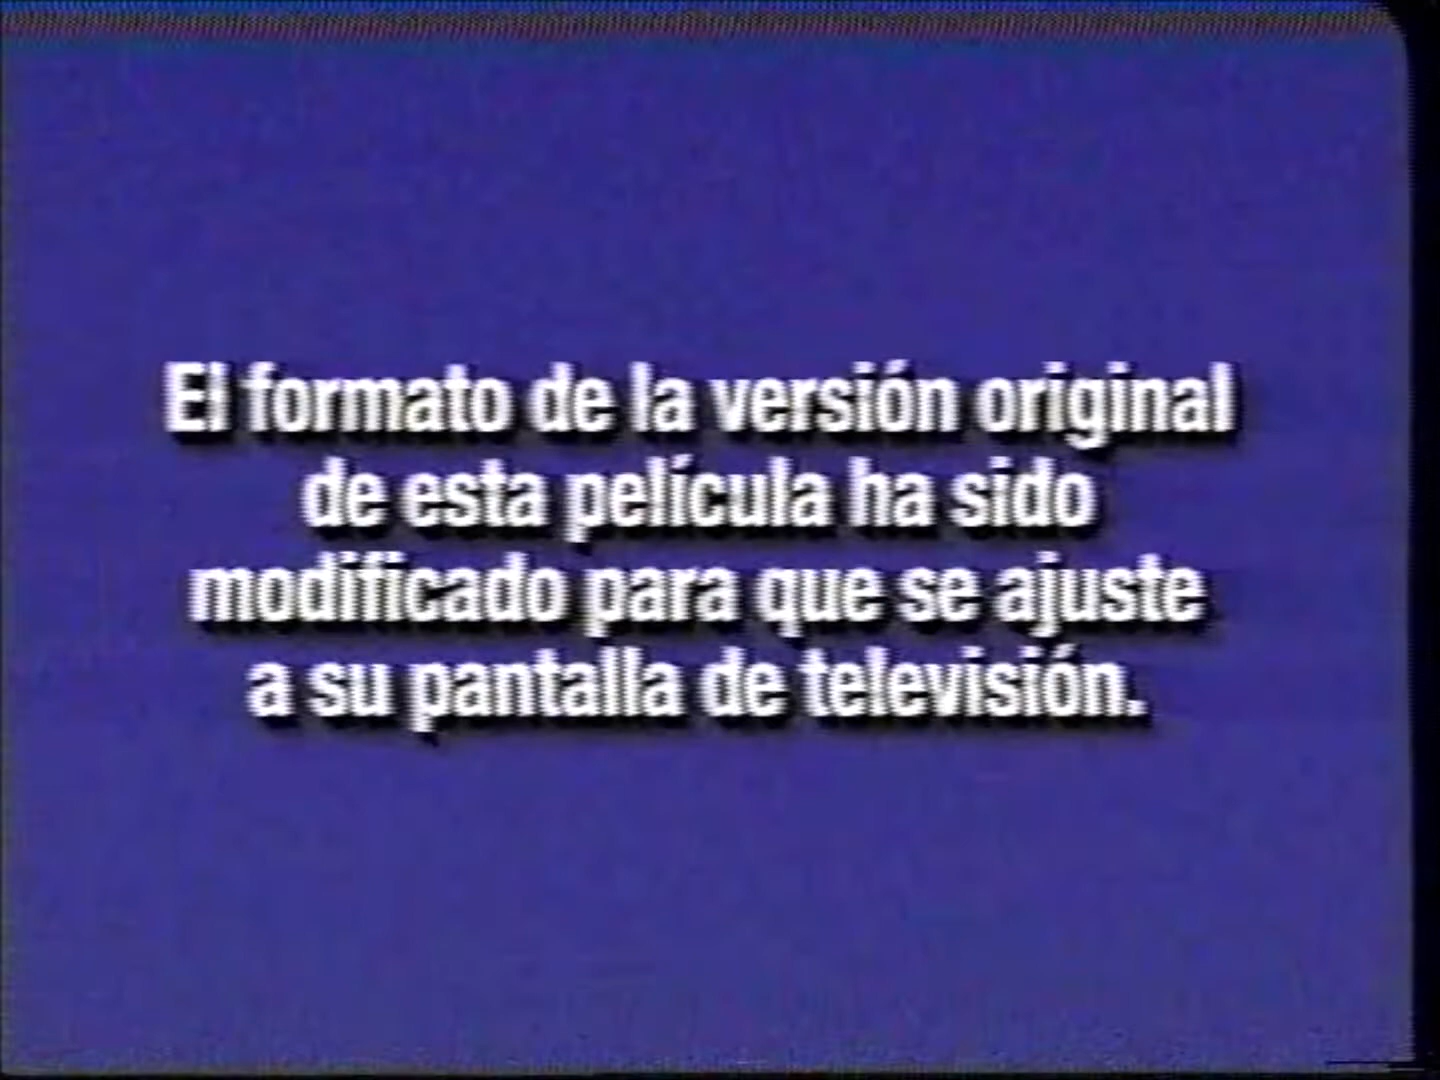 El formato de la versión original
de esta película ha sido
modificado para que se ajuste
a su pantalla de televisión.